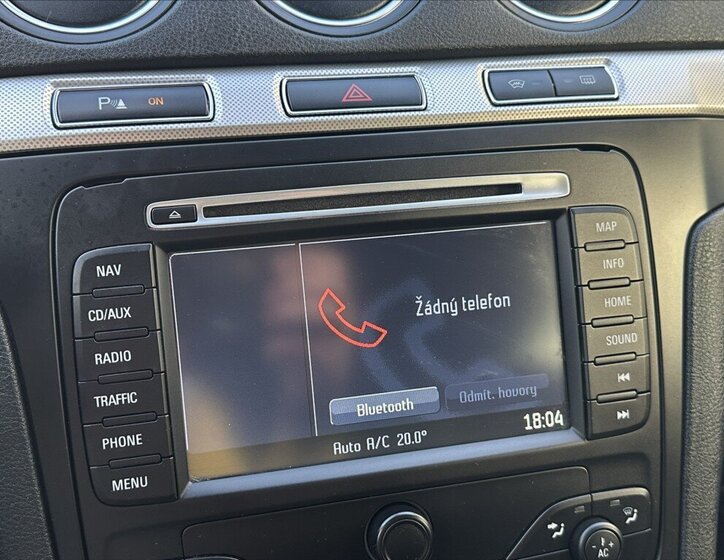 P ON
NAV
CD/AUX
RADIO
TRAFFIC
PHONE
MENU
Žádný telefon
Bluetooth
Odmít. hovory
Auto A/C 20.0°
18:04
MAP
INFO
HOME
SOUND
- AC +